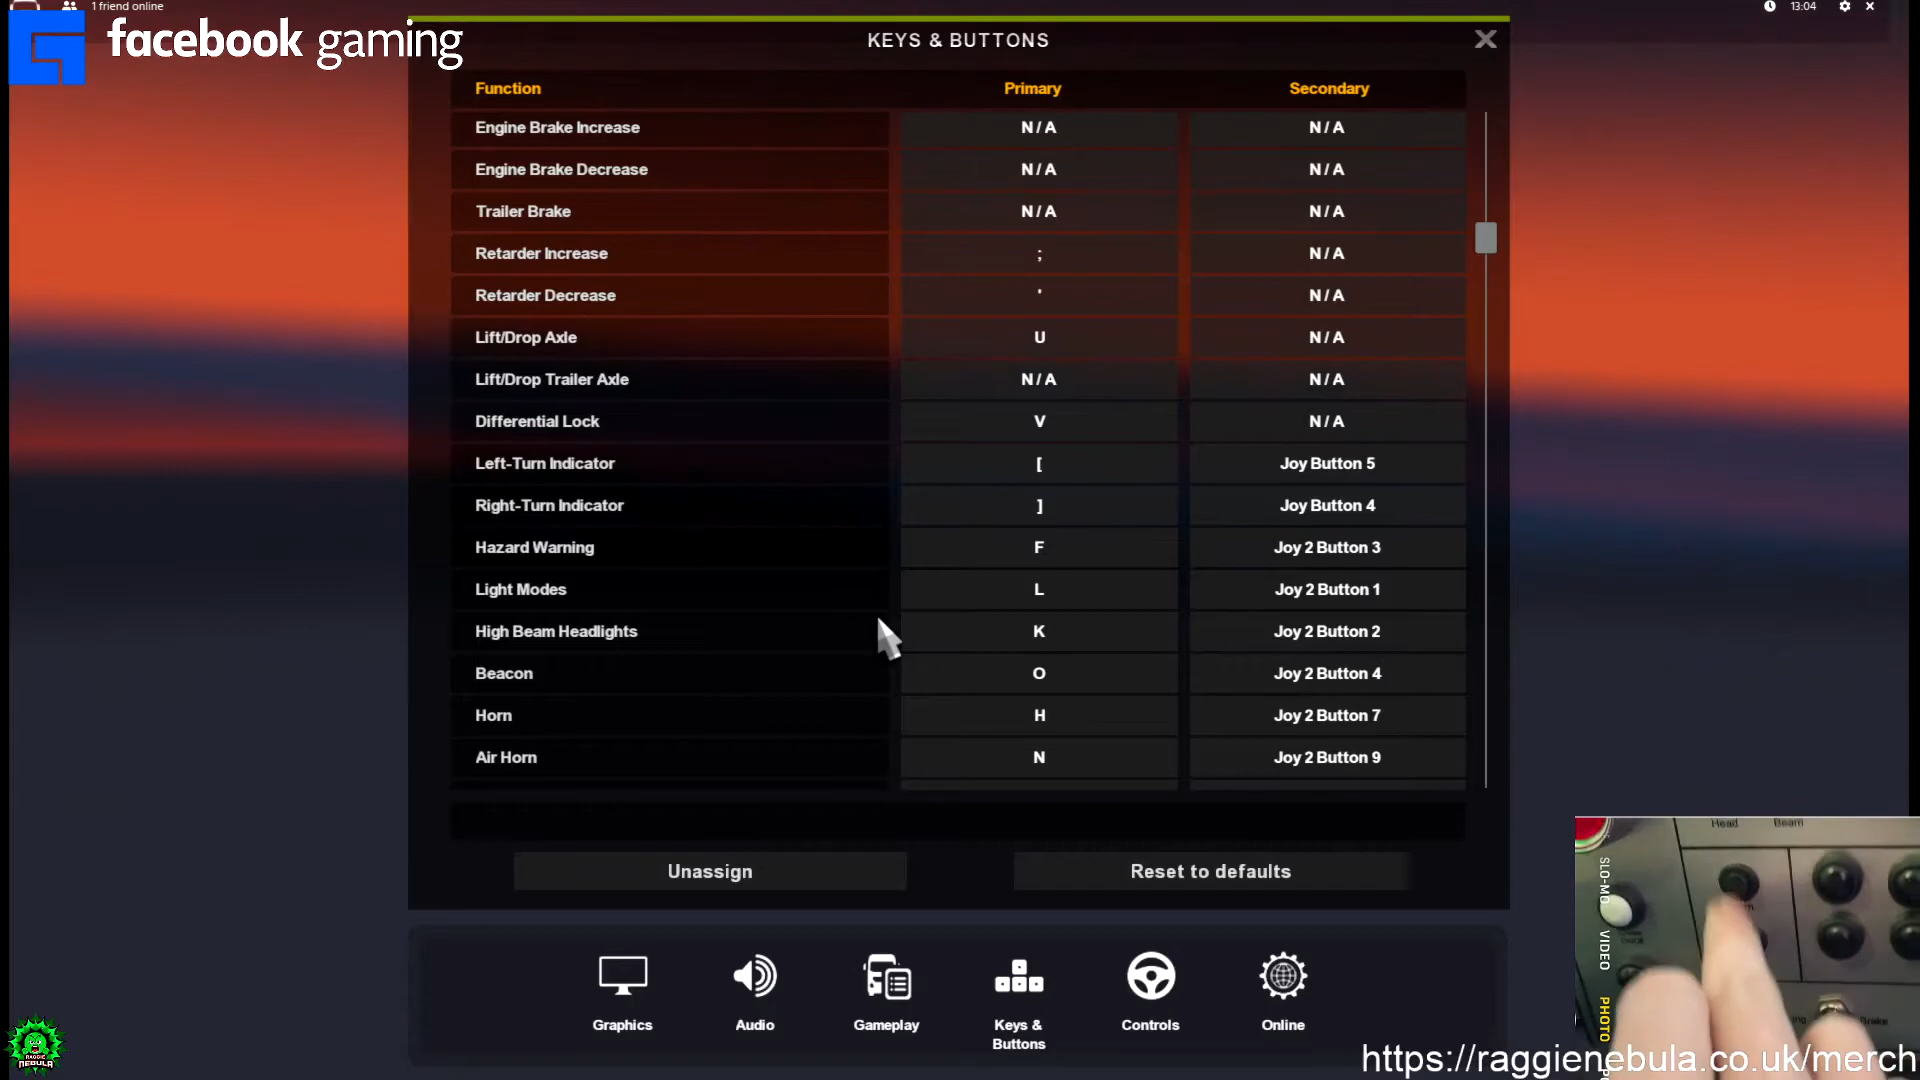 1 friend online
13:04
facebook gaming
KEYS & BUTTONS
Function Primary Secondary
Engine Brake Increase N / A N / A
Engine Brake Decrease N / A N / A
Trailer Brake N / A N / A
Retarder Increase ; N / A
Retarder Decrease ' N / A
Lift/Drop Axle U N / A
Lift/Drop Trailer Axle N / A N / A
Differential Lock V N / A
Left-Turn Indicator [ Joy Button 5
Right-Turn Indicator ] Joy Button 4
Hazard Warning F Joy 2 Button 3
Light Modes L Joy 2 Button 1
High Beam Headlights K Joy 2 Button 2
Beacon O Joy 2 Button 4
Horn H Joy 2 Button 7
Air Horn N Joy 2 Button 9
Unassign Reset to defaults
Graphics Audio Gameplay Keys & Buttons Controls Online
Head Beam
SLO-MO VIDEO PHOTO
Brake
RAGGIE
NEBULA
https://raggienebula.co.uk/merch